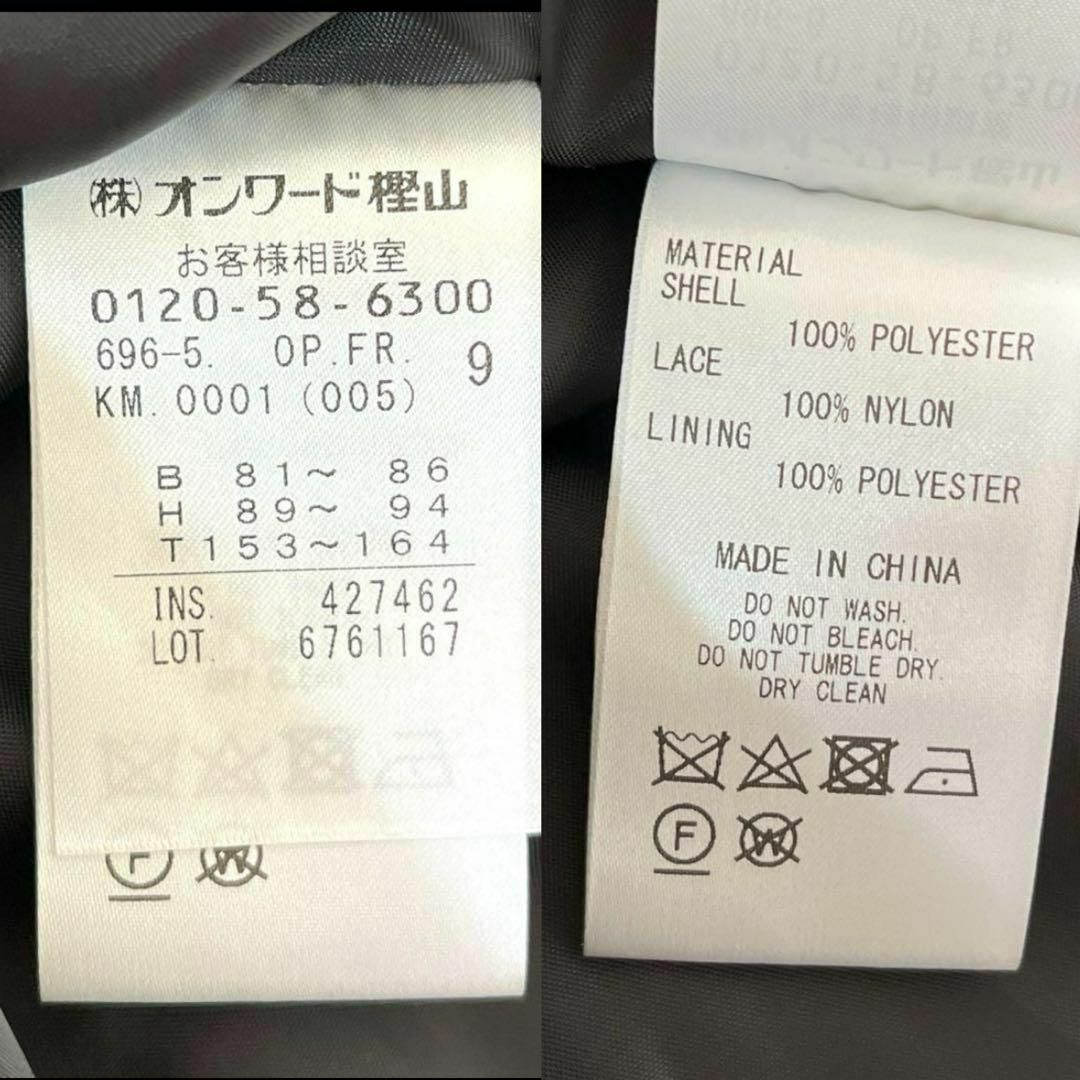 (株)オンワード樫山
お客様相談室
0120-58-6300
696-5. OP.FR. 9
KM.0001 (005)
B 81～ 86
H 89～ 94
T153～164
INS. 427462
LOT. 6761167
F
W
MATERIAL
SHELL
100% POLYESTER
LACE
100% NYLON
LINING
100% POLYESTER
MADE IN CHINA
DO NOT WASH.
DO NOT BLEACH.
DO NOT TUMBLE DRY.
DRY CLEAN
F
W